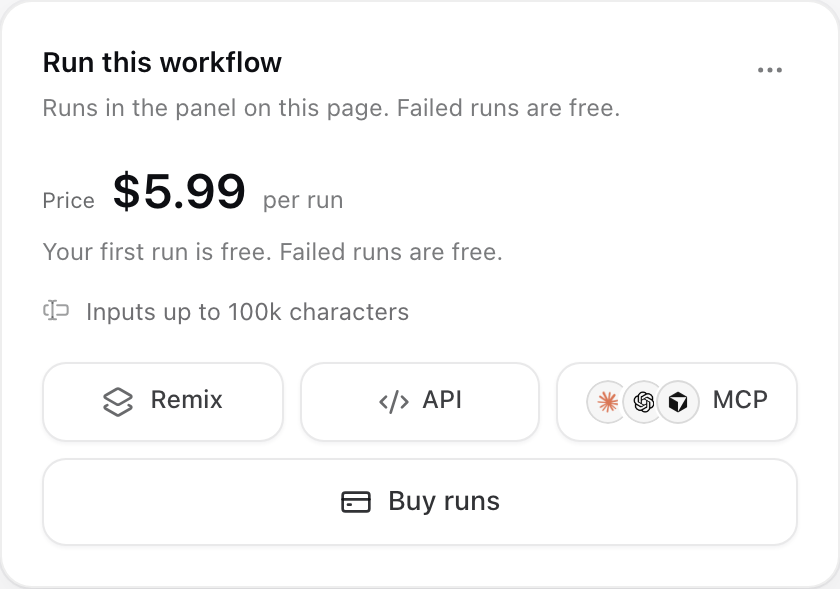 Run this workflow
Runs in the panel on this page. Failed runs are free.
Price $5.99 per run
Your first run is free. Failed runs are free.
Inputs up to 100k characters
Remix
API
MCP
Buy runs